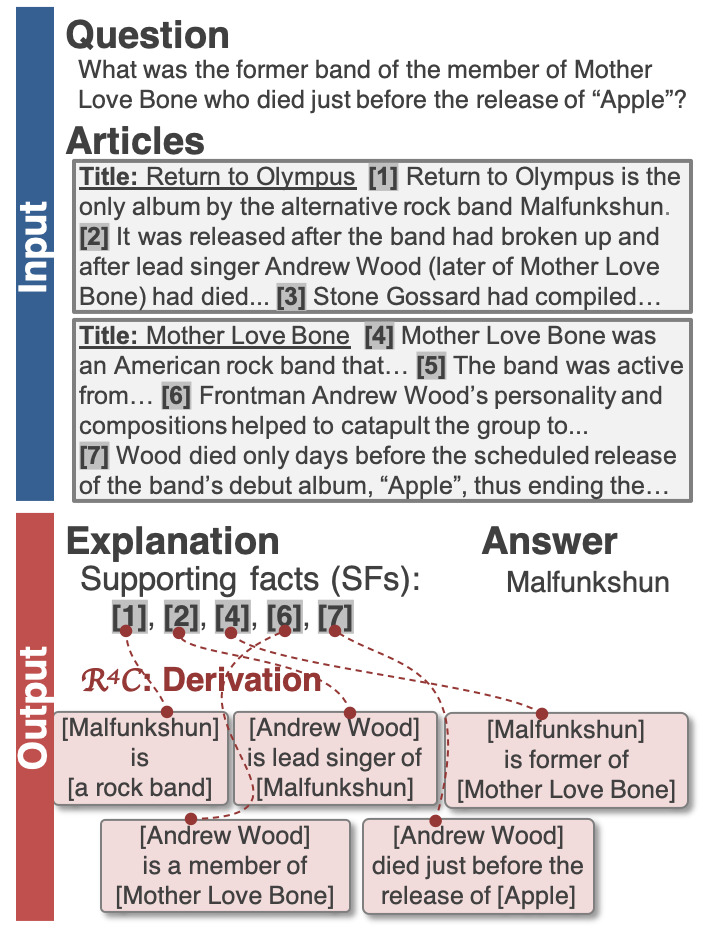 Input
Question
What was the former band of the member of Mother
Love Bone who died just before the release of “Apple”?
Articles
Title: Return to Olympus [1] Return to Olympus is the
only album by the alternative rock band Malfunkshun.
[2] It was released after the band had broken up and
after lead singer Andrew Wood (later of Mother Love
Bone) had died... [3] Stone Gossard had compiled…
Title: Mother Love Bone [4] Mother Love Bone was
an American rock band that… [5] The band was active
from… [6] Frontman Andrew Wood’s personality and
compositions helped to catapult the group to...
[7] Wood died only days before the scheduled release
of the band’s debut album, “Apple”, thus ending the…
Output
Explanation
Supporting facts (SFs):
[1], [2], [4], [6], [7]
Answer
Malfunkshun
R4C: Derivation
[Malfunkshun]
is
[a rock band]
[Andrew Wood]
is lead singer of
[Malfunkshun]
[Malfunkshun]
is former of
[Mother Love Bone]
[Andrew Wood]
is a member of
[Mother Love Bone]
[Andrew Wood]
died just before the
release of [Apple]